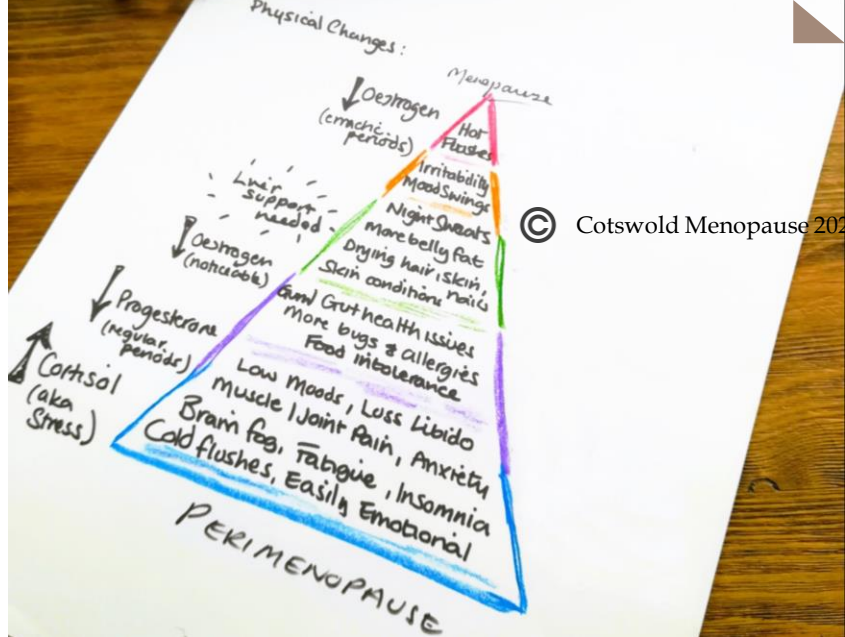 Physical Changes:
Menopause
↓ Oestrogen
(erratic
periods)
Hot
Flushes
Irritability
Mood Swings
Liver
support
needed
Night Sweats
more belly fat
Drying hair, skin,
Skin conditions nails
↓ Oestrogen
(noticeable)
Gut health issues
More bugs & allergies
Food intolerance
↓ Progesterone
(regular
periods)
↑ Cortisol
(aka
Stress)
Low Moods, Loss Libido
Muscle / Joint Pain, Anxiety
Brain fog, Fatigue, Insomnia
Cold flushes, Easily Emotional
PERIMENOPAUSE
© Cotswold Menopause 202